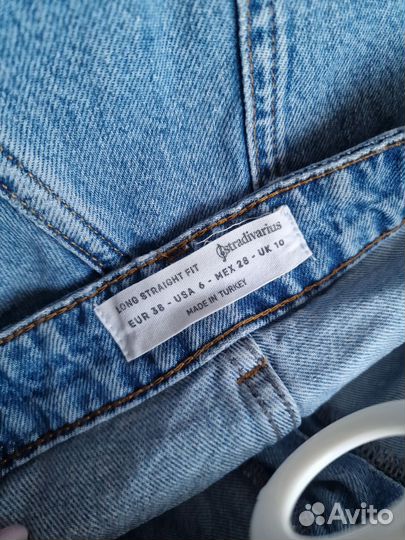 stradivarius
LONG STRAIGHT FIT
EUR 38 - USA 6 - MEX 28 - UK 10
MADE IN TURKEY
Avito